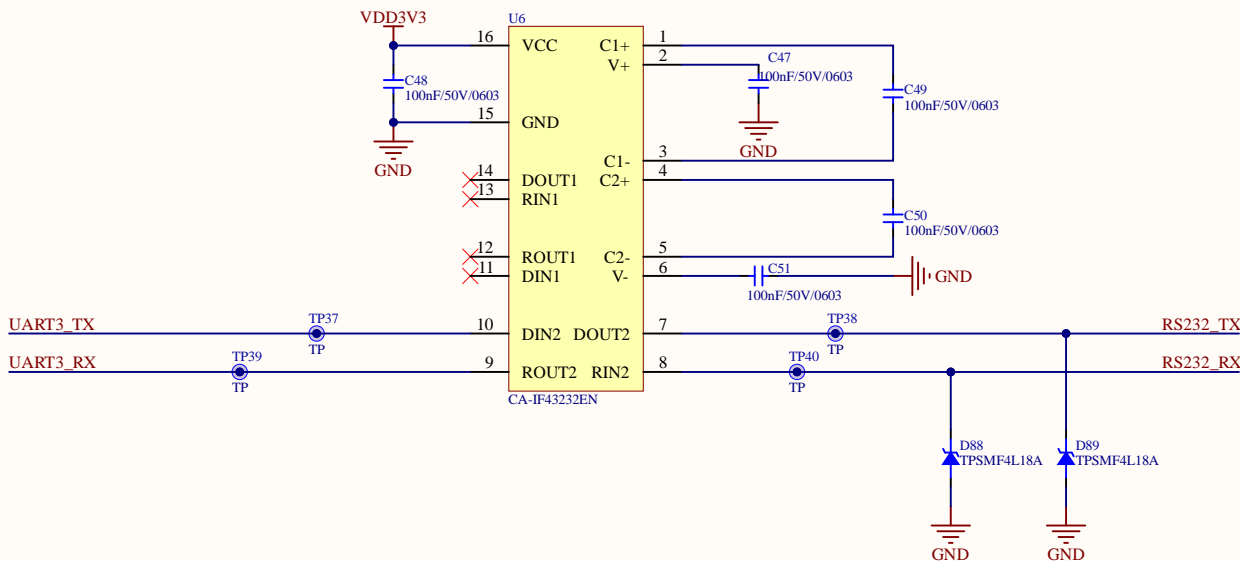 VDD3V3
U6
16 VCC C1+ 1
V+ 2
C48
100nF/50V/0603
C47
100nF/50V/0603
C49
100nF/50V/0603
15 GND
GND
GND
C1- 3
14 DOUT1 C2+ 4
13 RIN1
C50
100nF/50V/0603
12 ROUT1 C2- 5
11 DIN1 V- 6
C51
100nF/50V/0603
GND
UART3_TX
TP37
TP
10 DIN2 DOUT2 7
TP38
TP
RS232_TX
UART3_RX
TP39
TP
9 ROUT2 RIN2 8
TP40
TP
RS232_RX
CA-IF43232EN
D88
TPSMF4L18A
D89
TPSMF4L18A
GND
GND